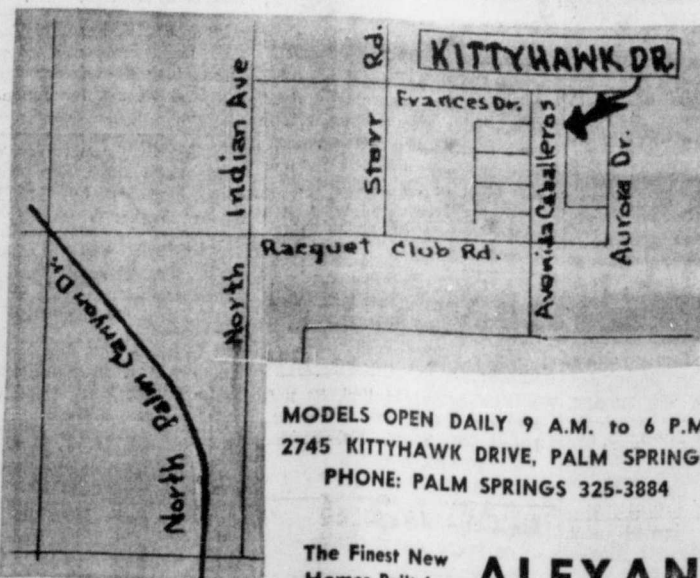 KITTYHAWK DR.
Rd.
Starr
Frances Dr.
North Indian Ave
Avenida Caballeros
Aurora Dr.
Racquet Club Rd.
North Palm Canyon Dr.
MODELS OPEN DAILY 9 A.M. to 6 P.M
2745 KITTYHAWK DRIVE, PALM SPRING
PHONE: PALM SPRINGS 325-3884
The Finest New
Homes
ALEXAN